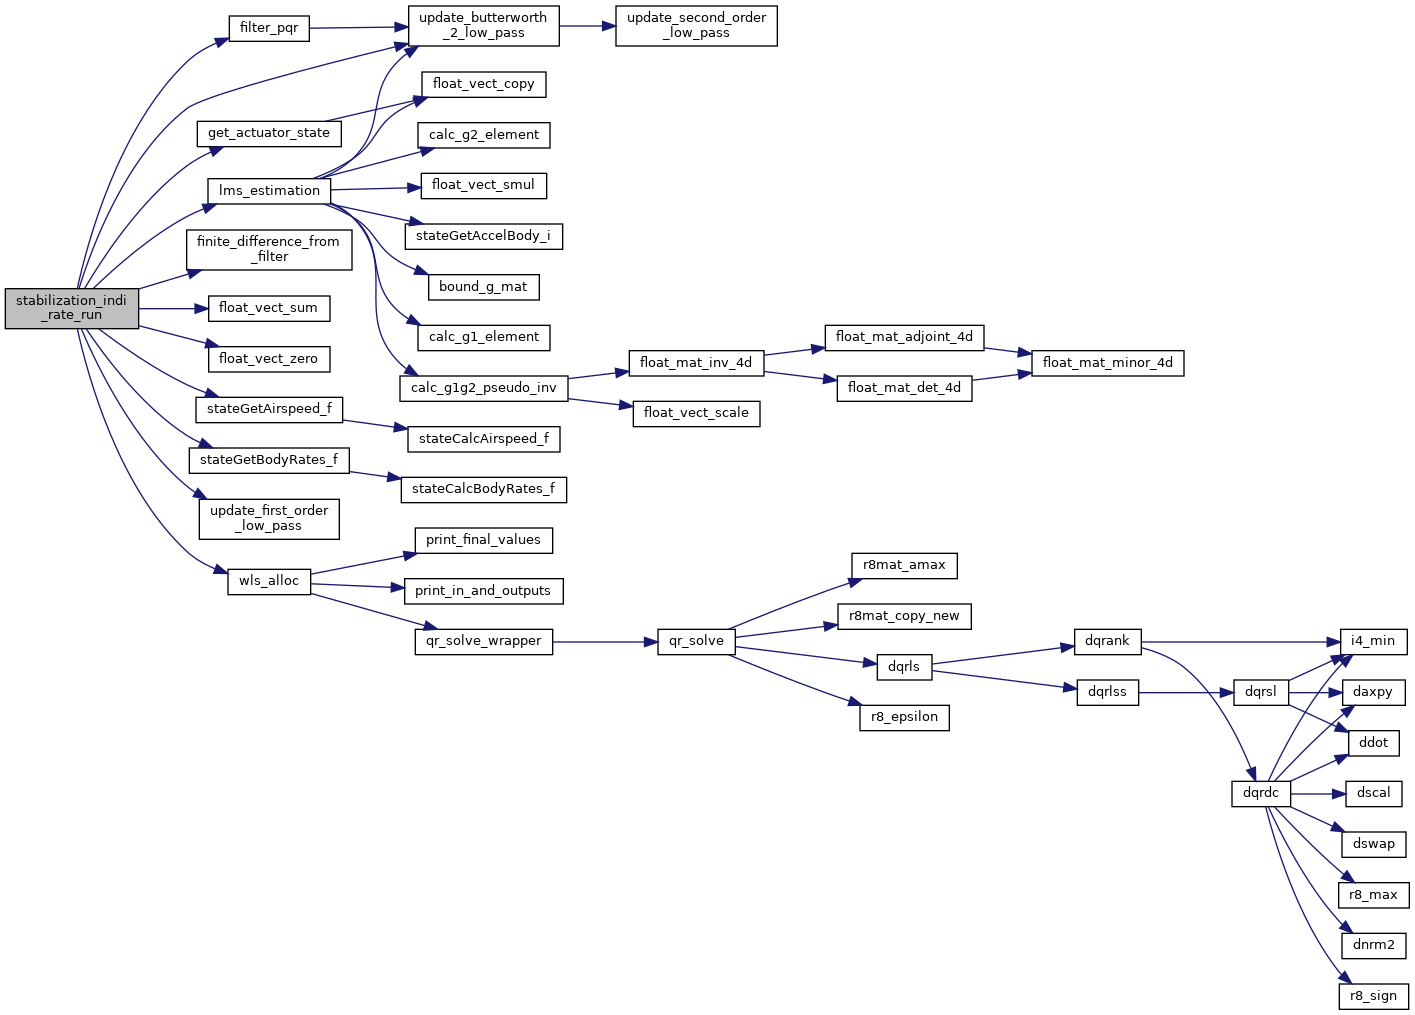 stabilization_indi
_rate_run
filter_pqr
get_actuator_state
lms_estimation
finite_difference_from
_filter
float_vect_sum
float_vect_zero
stateGetAirspeed_f
stateGetBodyRates_f
update_first_order
_low_pass
wls_alloc
update_butterworth
_2_low_pass
float_vect_copy
calc_g2_element
float_vect_smul
stateGetAccelBody_i
bound_g_mat
calc_g1_element
calc_g1g2_pseudo_inv
stateCalcAirspeed_f
stateCalcBodyRates_f
print_final_values
print_in_and_outputs
qr_solve_wrapper
update_second_order
_low_pass
float_mat_inv_4d
float_vect_scale
qr_solve
float_mat_adjoint_4d
float_mat_det_4d
r8mat_amax
r8mat_copy_new
dqrls
r8_epsilon
float_mat_minor_4d
dqrank
dqrlss
dqrsl
dqrdc
i4_min
daxpy
ddot
dscal
dswap
r8_max
dnrm2
r8_sign